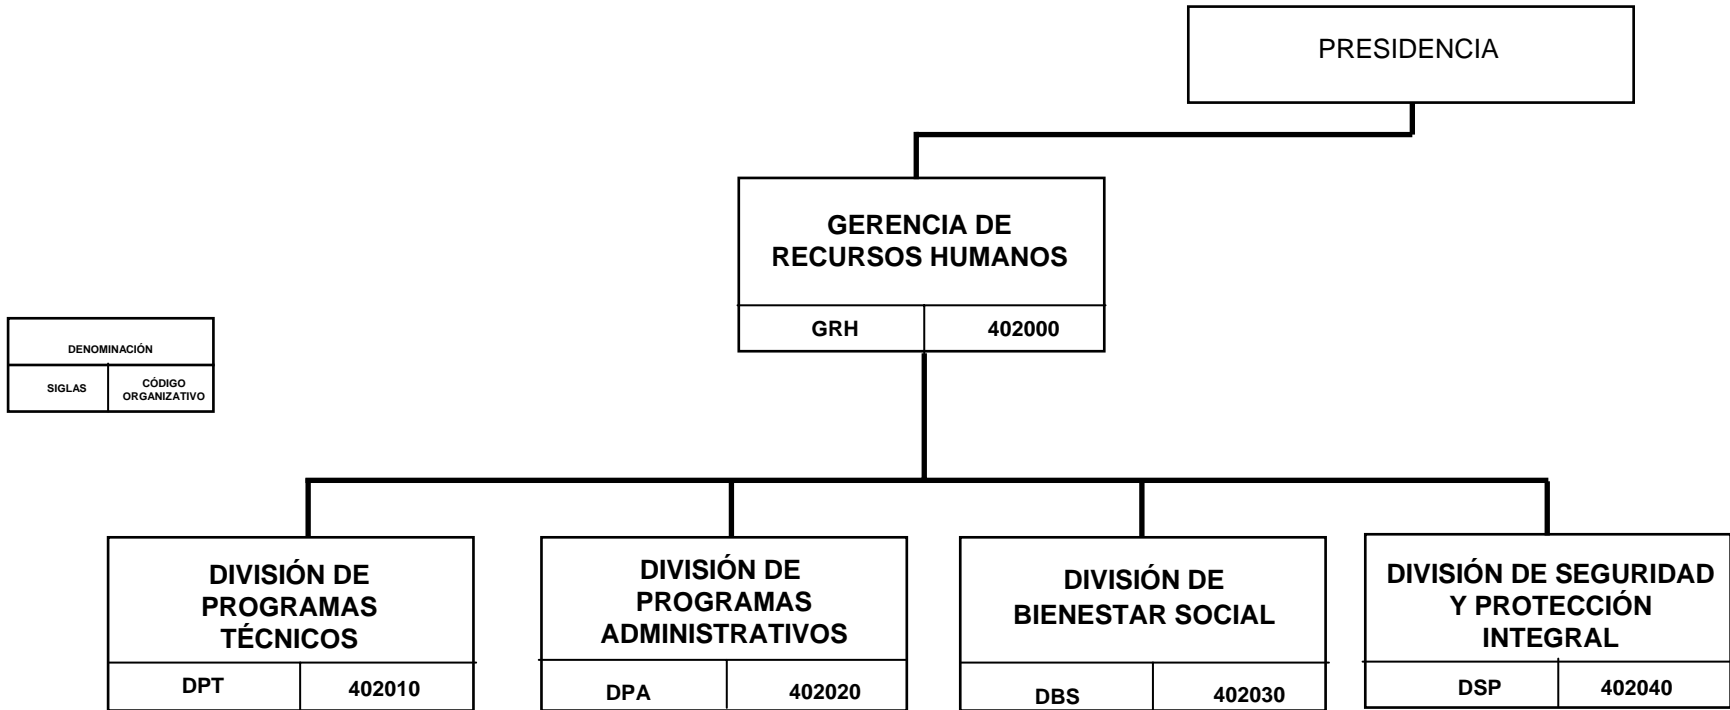 PRESIDENCIA
GERENCIA DE
RECURSOS HUMANOS
GRH 402000
DENOMINACIÓN
SIGLAS
CÓDIGO
ORGANIZATIVO
DIVISIÓN DE
PROGRAMAS
TÉCNICOS
DPT 402010
DIVISIÓN DE
PROGRAMAS
ADMINISTRATIVOS
DPA 402020
DIVISIÓN DE
BIENESTAR SOCIAL
DBS 402030
DIVISIÓN DE SEGURIDAD
Y PROTECCIÓN
INTEGRAL
DSP 402040